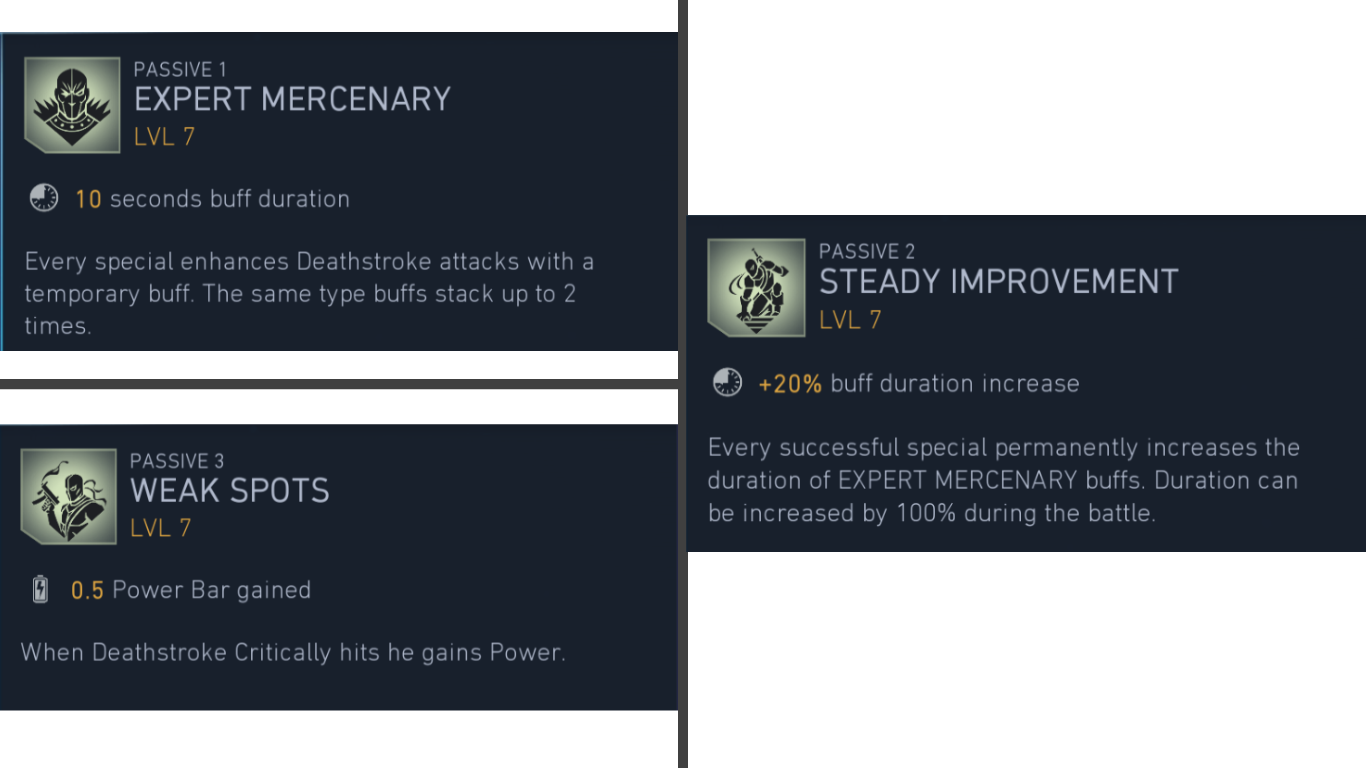 PASSIVE 1
EXPERT MERCENARY
LVL 7
10 seconds buff duration
Every special enhances Deathstroke attacks with a
temporary buff. The same type buffs stack up to 2
times.
PASSIVE 3
WEAK SPOTS
LVL 7
0.5 Power Bar gained
When Deathstroke Critically hits he gains Power.
PASSIVE 2
STEADY IMPROVEMENT
LVL 7
+20% buff duration increase
Every successful special permanently increases the
duration of EXPERT MERCENARY buffs. Duration can
be increased by 100% during the battle.